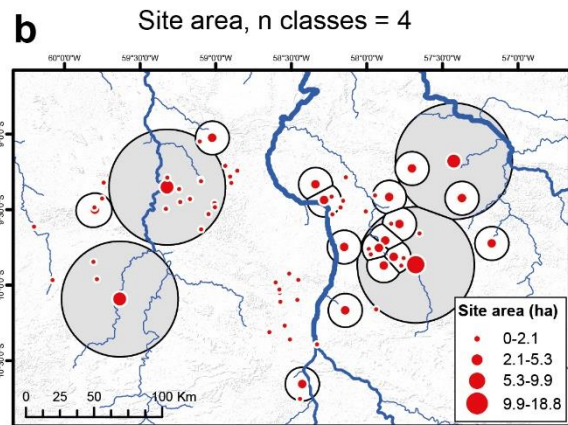 b
Site area, n classes = 4
60°0'0"W 59°30'0"W 59°0'0"W 58°30'0"W 58°0'0"W 57°30'0"W 57°0'0"W
Site area (ha)
0-2.1
2.1-5.3
5.3-9.9
9.9-18.8
0 25 50 100 Km